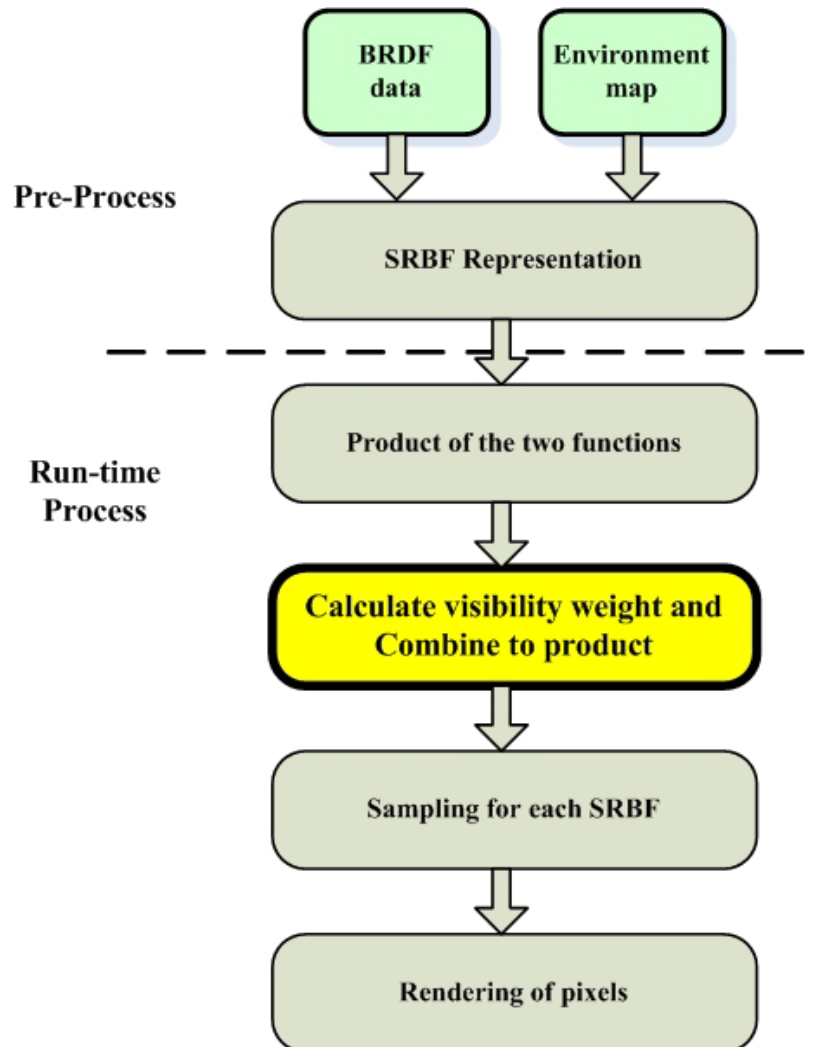 BRDF
data
Environment
map
Pre-Process
SRBF Representation
Product of the two functions
Run-time
Process
Calculate visibility weight and
Combine to product
Sampling for each SRBF
Rendering of pixels